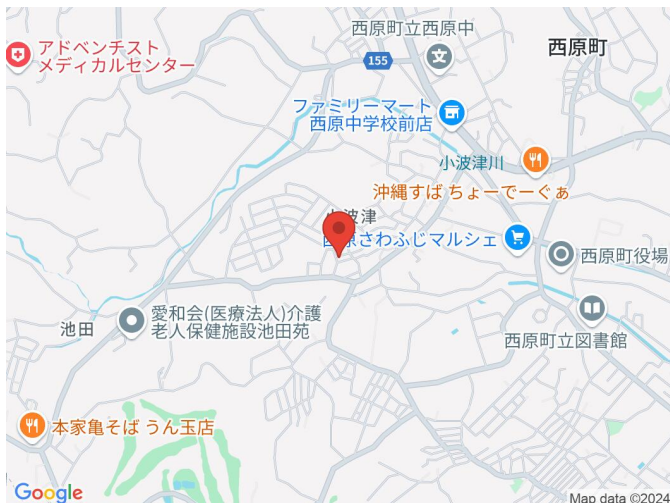 アドベンチスト
メディカルセンター
西原町立西原中
西原町
155
ファミリーマート
西原中学校前店
小波津川
沖縄すば ちょーでーぐぁ
小波津
西原さわふじマルシェ
西原町役場
愛和会(医療法人)介護
老人保健施設池田苑
池田
西原町立図書館
本家亀そば うん玉店
Google
Map data ©2024